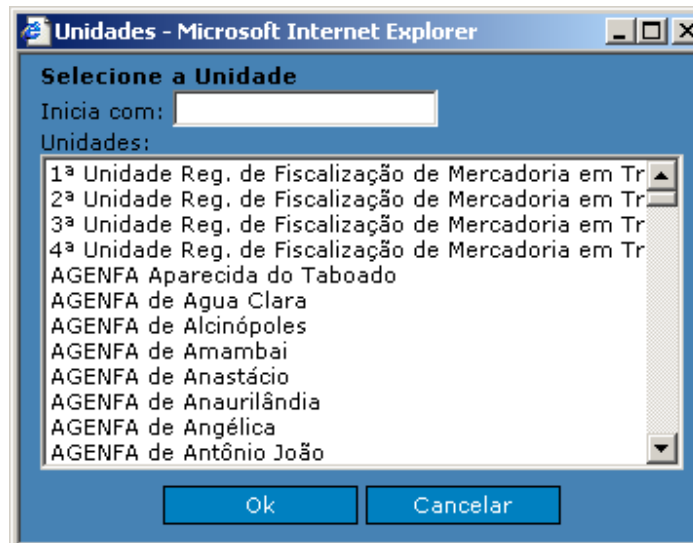 Unidades - Microsoft Internet Explorer
Selecione a Unidade
Inicia com:
Unidades:
1ª Unidade Reg. de Fiscalização de Mercadoria em Tr
2ª Unidade Reg. de Fiscalização de Mercadoria em Tr
3ª Unidade Reg. de Fiscalização de Mercadoria em Tr
4ª Unidade Reg. de Fiscalização de Mercadoria em Tr
AGENFA Aparecida do Taboado
AGENFA de Agua Clara
AGENFA de Alcinópoles
AGENFA de Amambai
AGENFA de Anastácio
AGENFA de Anaurilândia
AGENFA de Angélica
AGENFA de Antônio João
Ok Cancelar